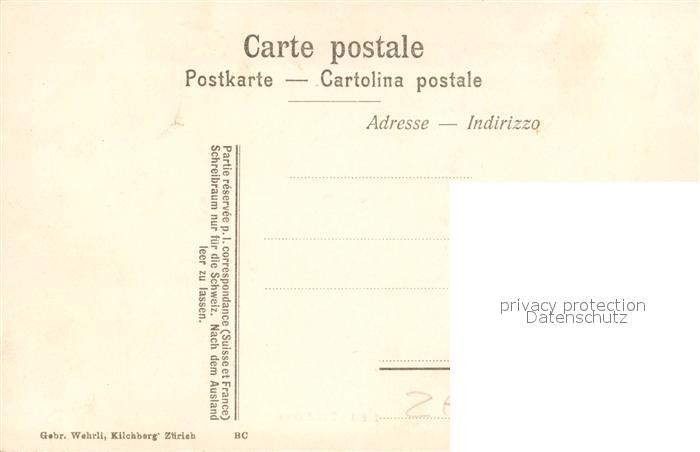 Carte postale
Postkarte — Cartolina postale
Adresse — Indirizzo
Partie réservée p. l. correspondance (Suisse et France)
Schreibraum nur für die Schweiz. Nach dem Ausland
leer zu lassen.
privacy protection
Datenschutz
Gebr. Wehrli, Kilchberg' Zürich BC